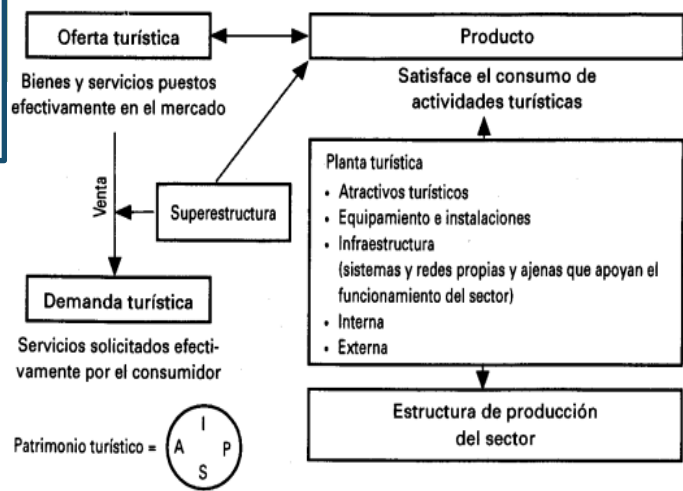 Oferta turística
Producto
Bienes y servicios puestos
efectivamente en el mercado
Satisface el consumo de
actividades turísticas
Venta
Superestructura
Planta turística
• Atractivos turísticos
• Equipamiento e instalaciones
• Infraestructura
(sistemas y redes propias y ajenas que apoyan el
funcionamiento del sector)
• Interna
• Externa
Demanda turística
Servicios solicitados efecti-
vamente por el consumidor
Estructura de producción
del sector
Patrimonio turístico =
I
A P
S